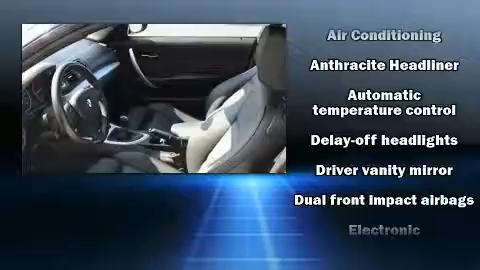 Air Conditioning
Anthracite Headliner
Automatic
temperature control
Delay-off headlights
Driver vanity mirror
Dual front impact airbags
Electronic